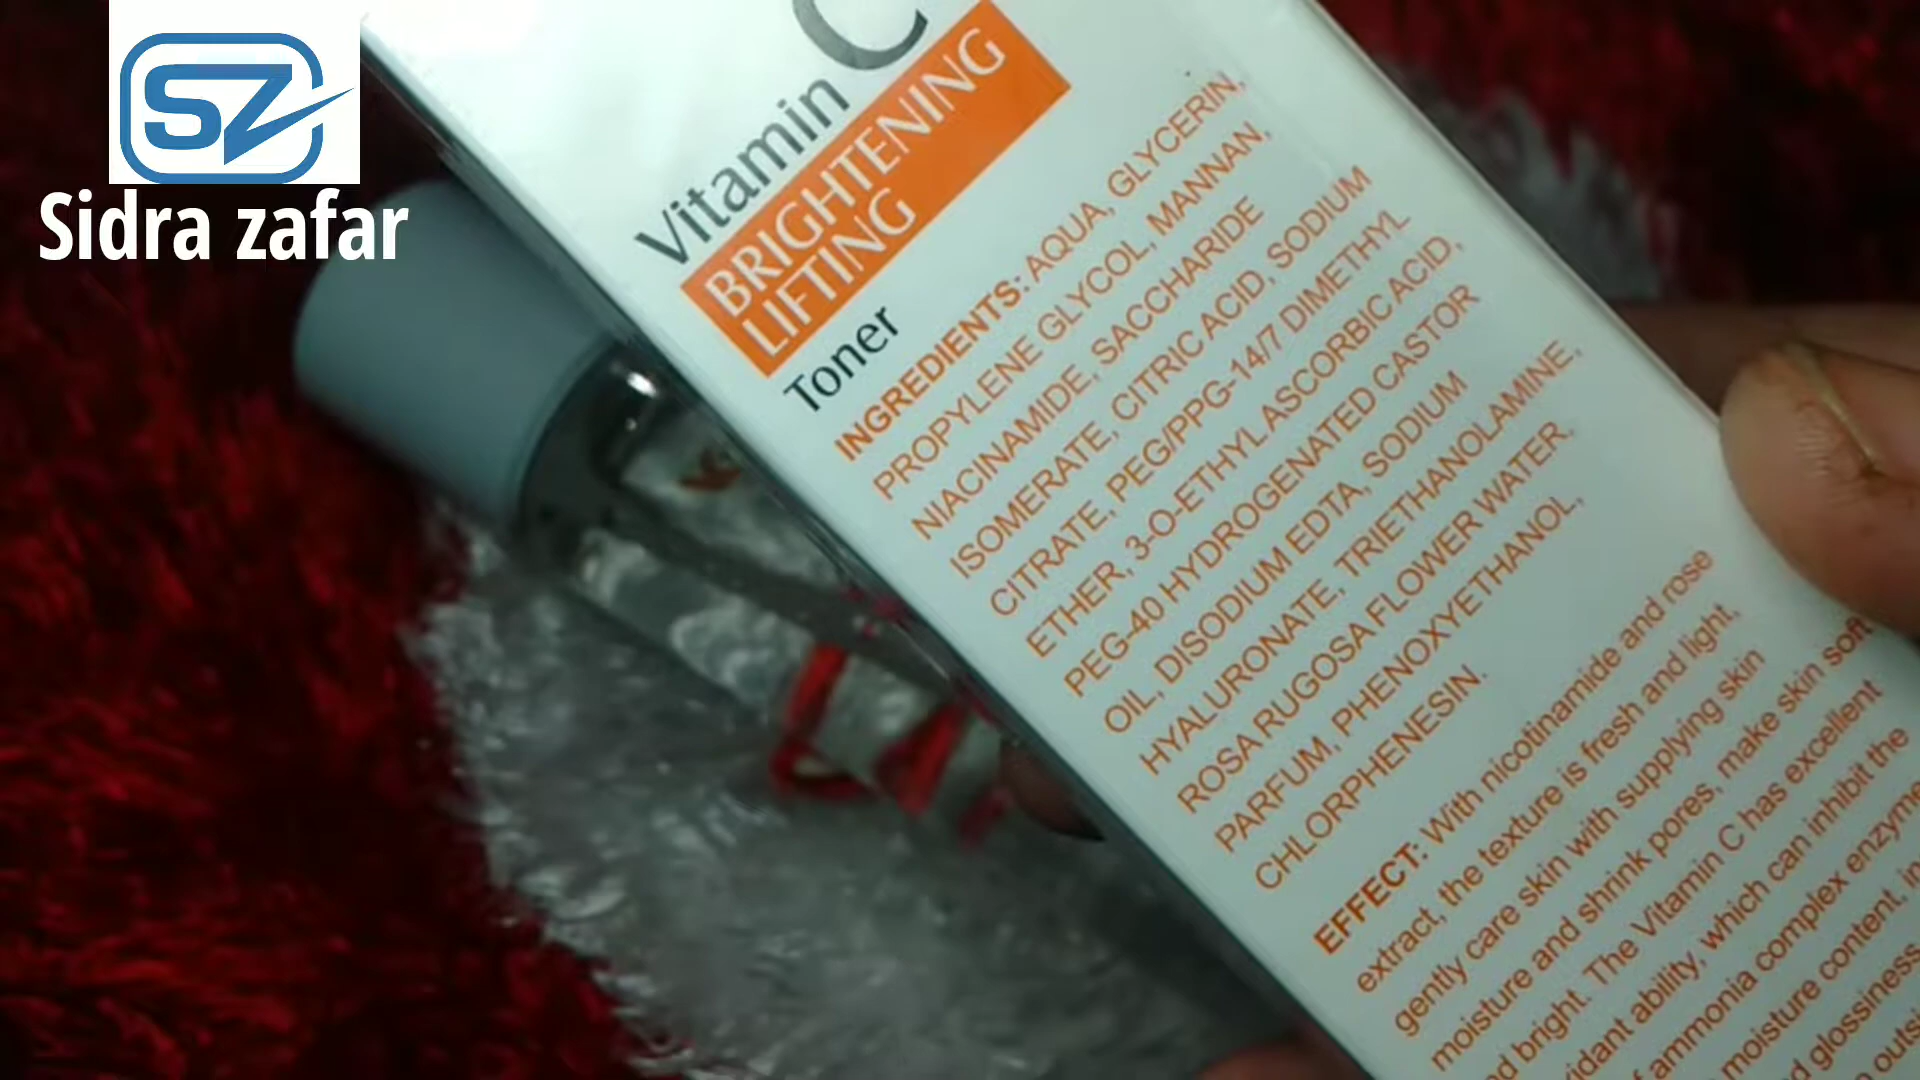 SZ
Sidra zafar
Vitamin C
BRIGHTENING
LIFTING
Toner
INGREDIENTS: AQUA, GLYCERIN,
PROPYLENE GLYCOL, MANNAN,
NIACINAMIDE, SACCHARIDE
ISOMERATE, CITRIC ACID, SODIUM
CITRATE, PEG/PPG-14/7 DIMETHYL
ETHER, 3-O-ETHYL ASCORBIC ACID,
PEG-40 HYDROGENATED CASTOR
OIL, DISODIUM EDTA, SODIUM
HYALURONATE, TRIETHANOLAMINE,
ROSA RUGOSA FLOWER WATER,
PARFUM, PHENOXYETHANOL,
CHLORPHENESIN.
EFFECT: With nicotinamide and rose
extract, the texture is fresh and light,
gently care skin with supplying skin
moisture and shrink pores, make skin soft
bright. The Vitamin C has excellent
ability, which can inhibit the
ammonia complex enzyme
moisture content,
glossiness